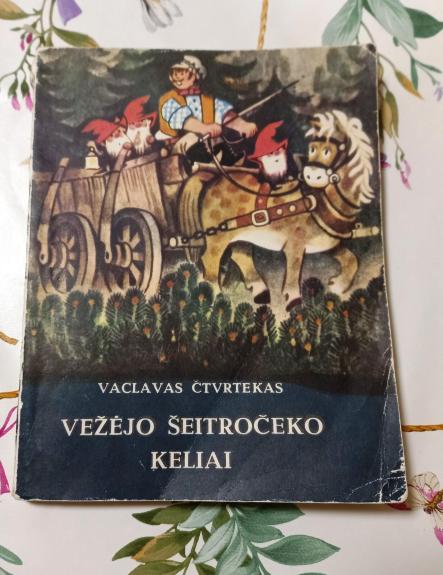 VACLAVAS ČTVRTEKAS
VEŽĖJO ŠEITROČEKO
KELIAI